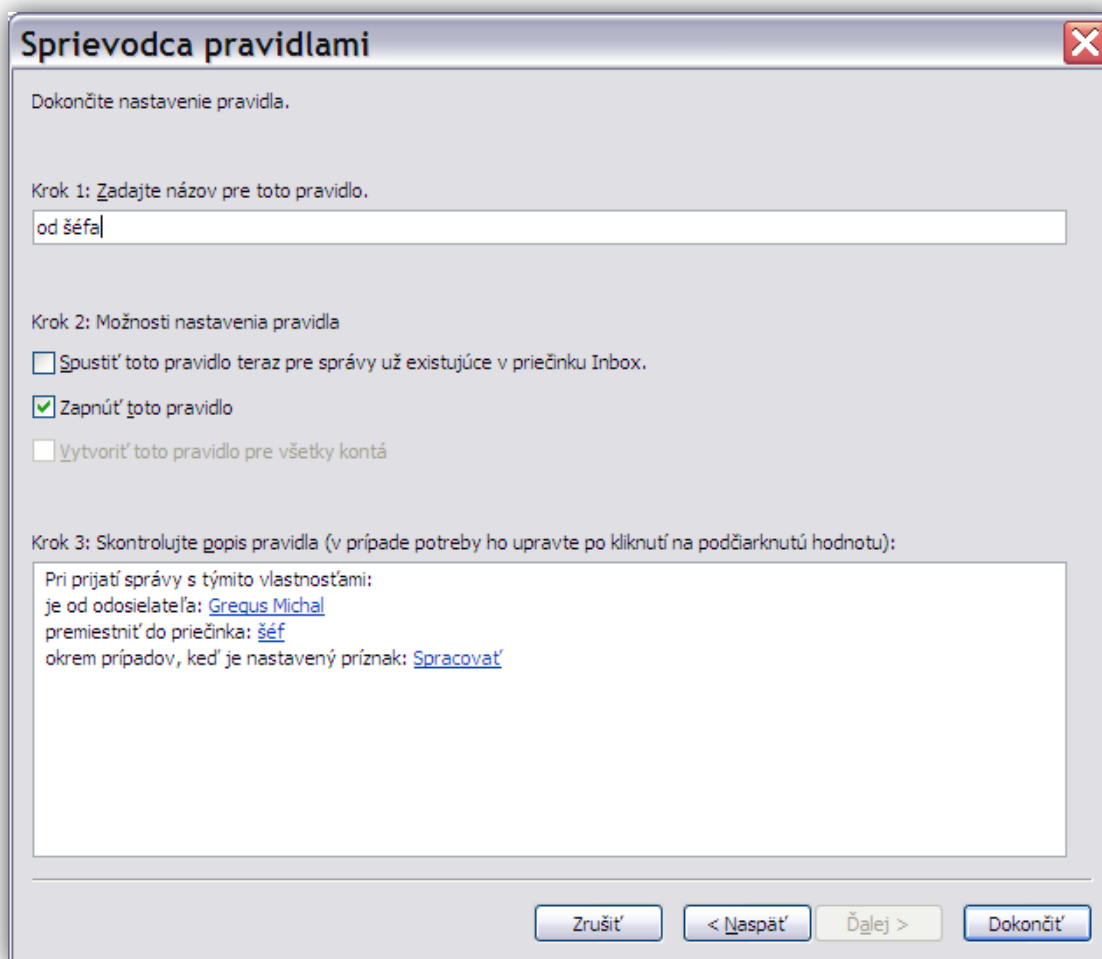 Sprievodca pravidlami
Dokončite nastavenie pravidla.
Krok 1: Zadajte názov pre toto pravidlo.
od šéfa
Krok 2: Možnosti nastavenia pravidla
Spustiť toto pravidlo teraz pre správy už existujúce v priečinku Inbox.
Zapnúť toto pravidlo
Vytvoriť toto pravidlo pre všetky kontá
Krok 3: Skontrolujte popis pravidla (v prípade potreby ho upravte po kliknutí na podčiarknutú hodnotu):
Pri prijatí správy s týmito vlastnosťami:
je od odosielateľa: Gregus Michal
premiestniť do priečinka: šéf
okrem prípadov, keď je nastavený príznak: Spracovať
Zrušiť < Naspäť Ďalej > Dokončiť